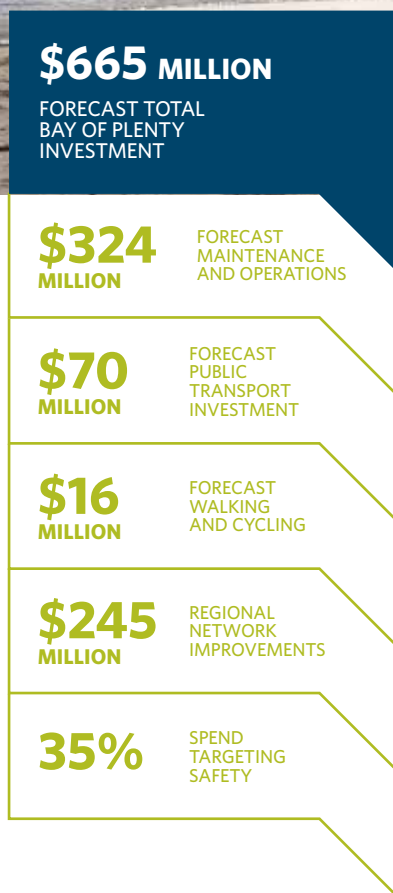 $665 MILLION
FORECAST TOTAL
BAY OF PLENTY
INVESTMENT
$324
MILLION
FORECAST
MAINTENANCE
AND OPERATIONS
$70
MILLION
FORECAST
PUBLIC
TRANSPORT
INVESTMENT
$16
MILLION
FORECAST
WALKING
AND CYCLING
$245
MILLION
REGIONAL
NETWORK
IMPROVEMENTS
35%
SPEND
TARGETING
SAFETY